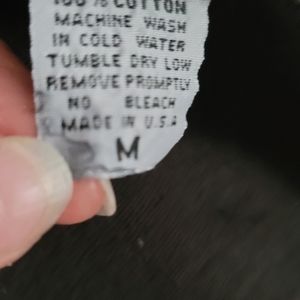 100% COTTON
MACHINE WASH
IN COLD WATER
TUMBLE DRY LOW
REMOVE PROMPTLY
NO BLEACH
MADE IN U.S.A
M